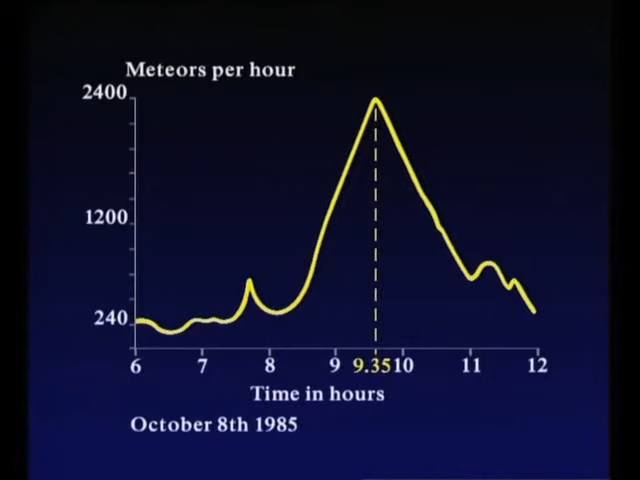 Meteors per hour
2400
1200
240
6 7 8 9 9.35 10 11 12
Time in hours
October 8th 1985